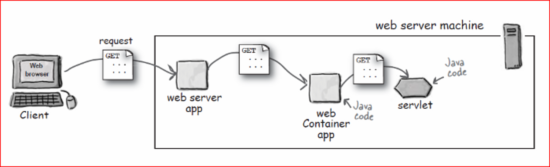 web server machine
request
GET
Web
browser
Client
web server
app
GET
web
Container
app
Java
code
GET
servlet
Java
code